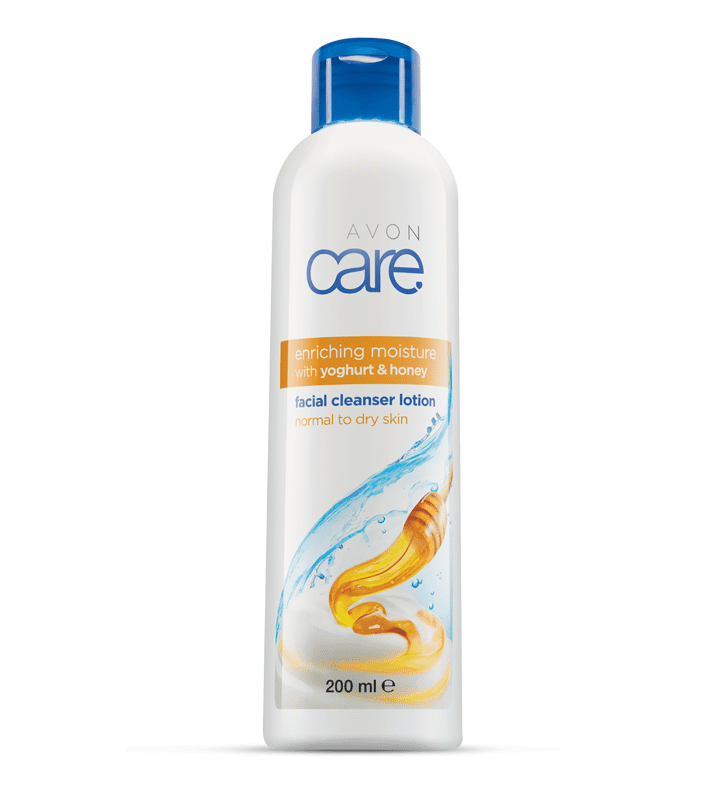 AVON
care
enriching moisture
with yoghurt & honey
facial cleanser lotion
normal to dry skin
200 ml ℮